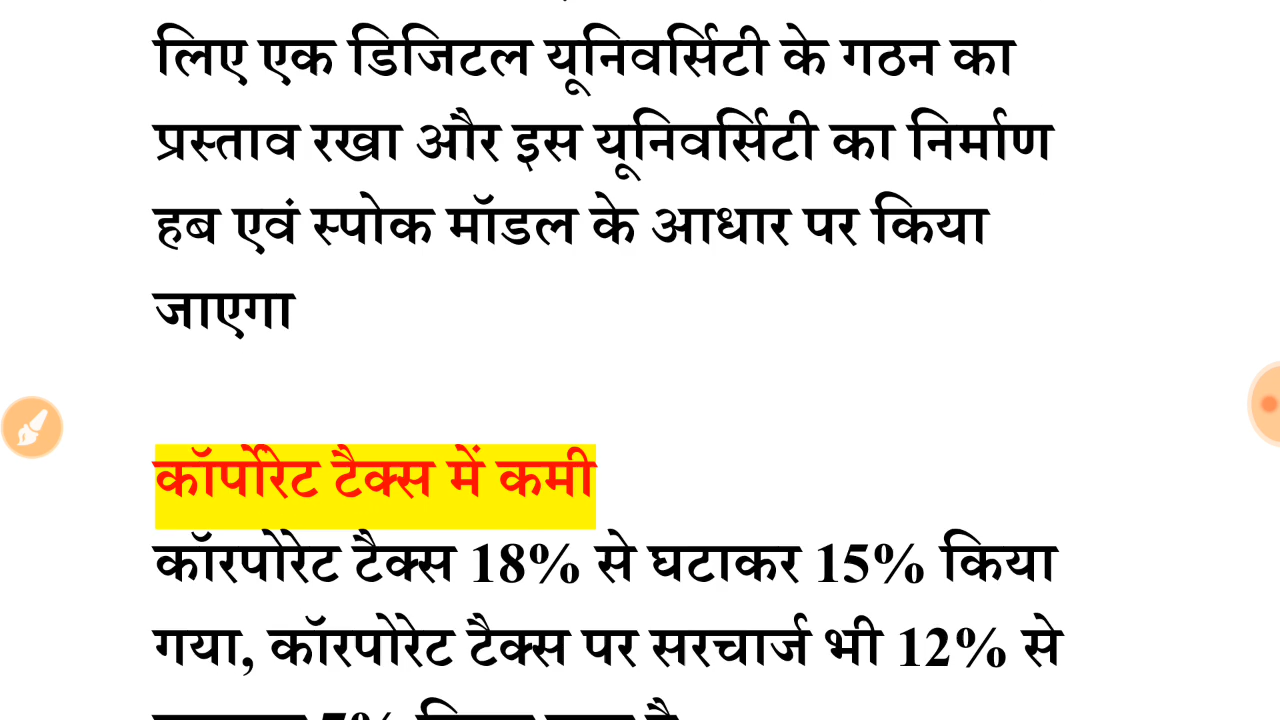 लिए एक डिजिटल यूनिवर्सिटी के गठन का
प्रस्ताव रखा और इस यूनिवर्सिटी का निर्माण
हब एवं स्पोक मॉडल के आधार पर किया
जाएगा
कॉर्पोरेट टैक्स में कमी
कॉरपोरेट टैक्स 18% से घटाकर 15% किया
गया, कॉरपोरेट टैक्स पर सरचार्ज भी 12% से